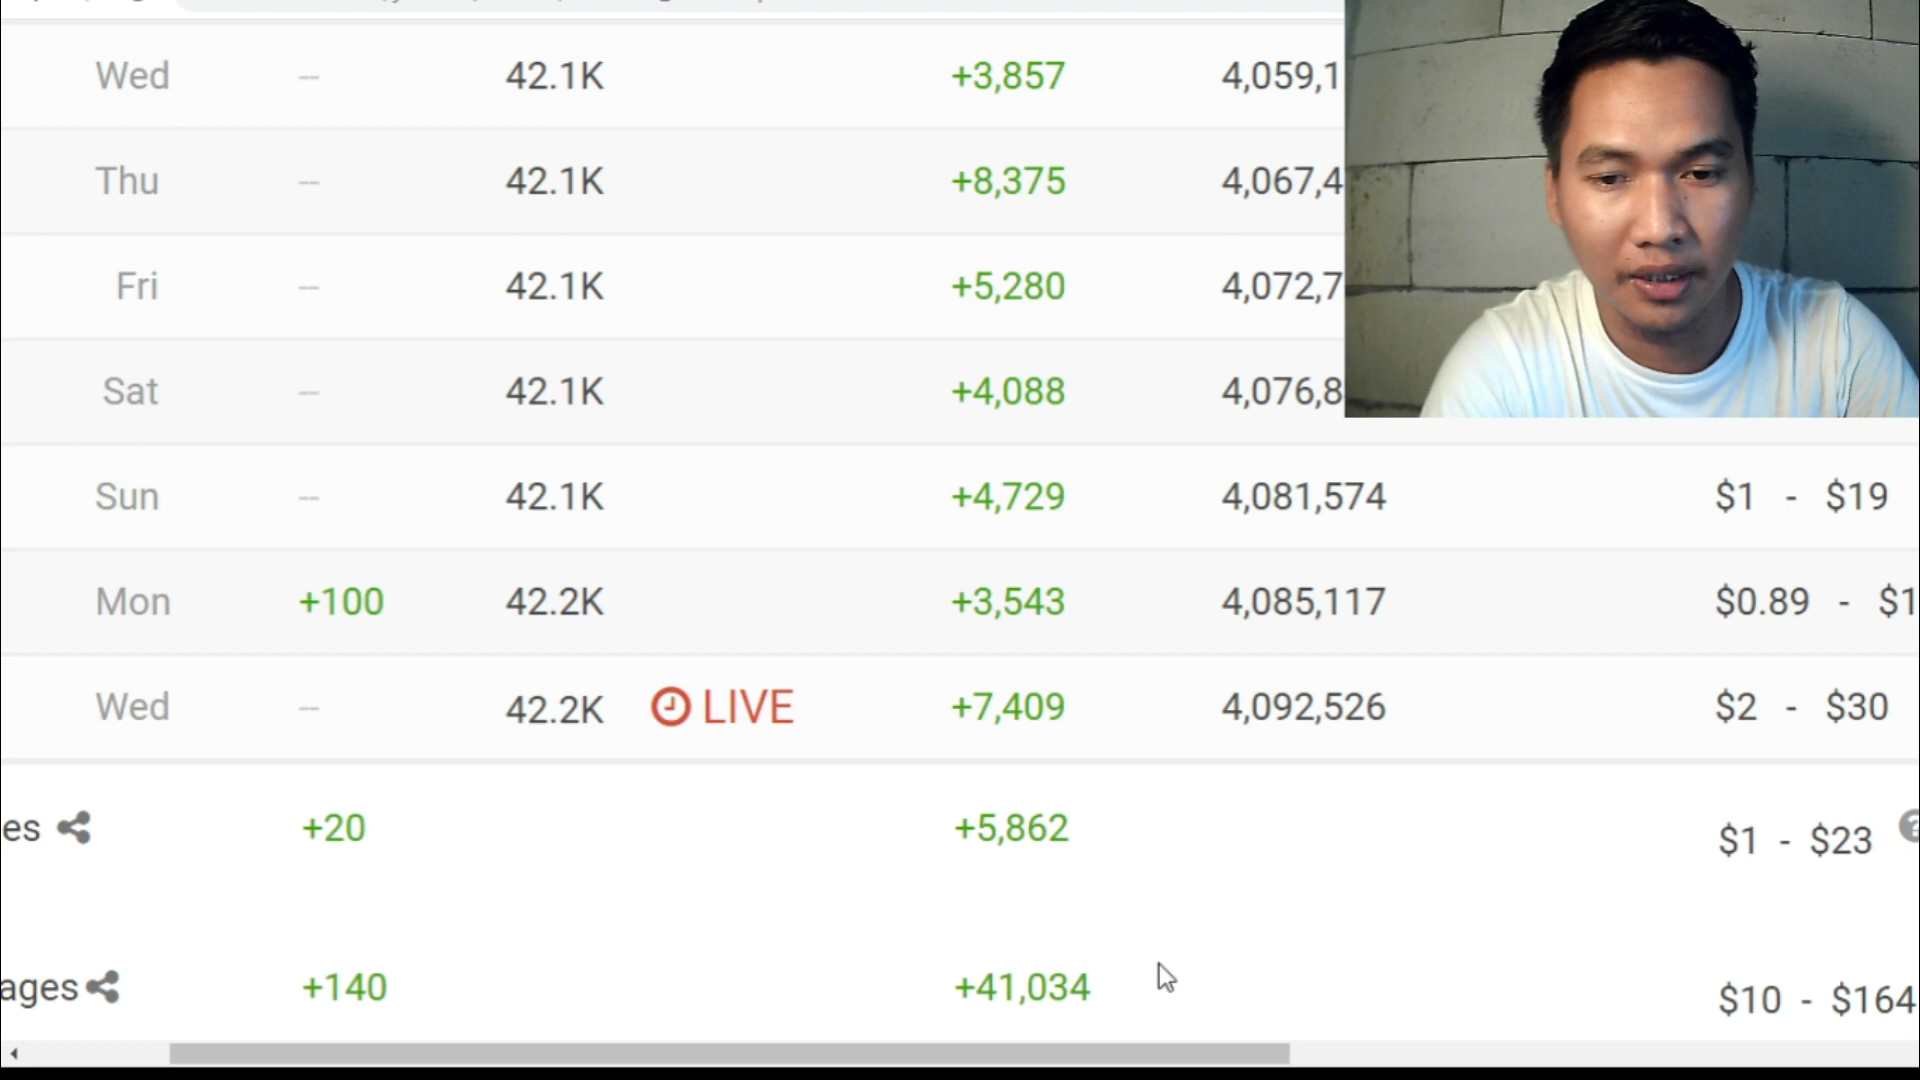 Wed -- 42.1K +3,857 4,059,1
Thu -- 42.1K +8,375 4,067,4
Fri -- 42.1K +5,280 4,072,7
Sat -- 42.1K +4,088 4,076,8
Sun -- 42.1K +4,729 4,081,574 $1 - $19
Mon +100 42.2K +3,543 4,085,117 $0.89 - $1
Wed -- 42.2K LIVE +7,409 4,092,526 $2 - $30
es +20 +5,862 $1 - $23 ?
ages +140 +41,034 $10 - $164